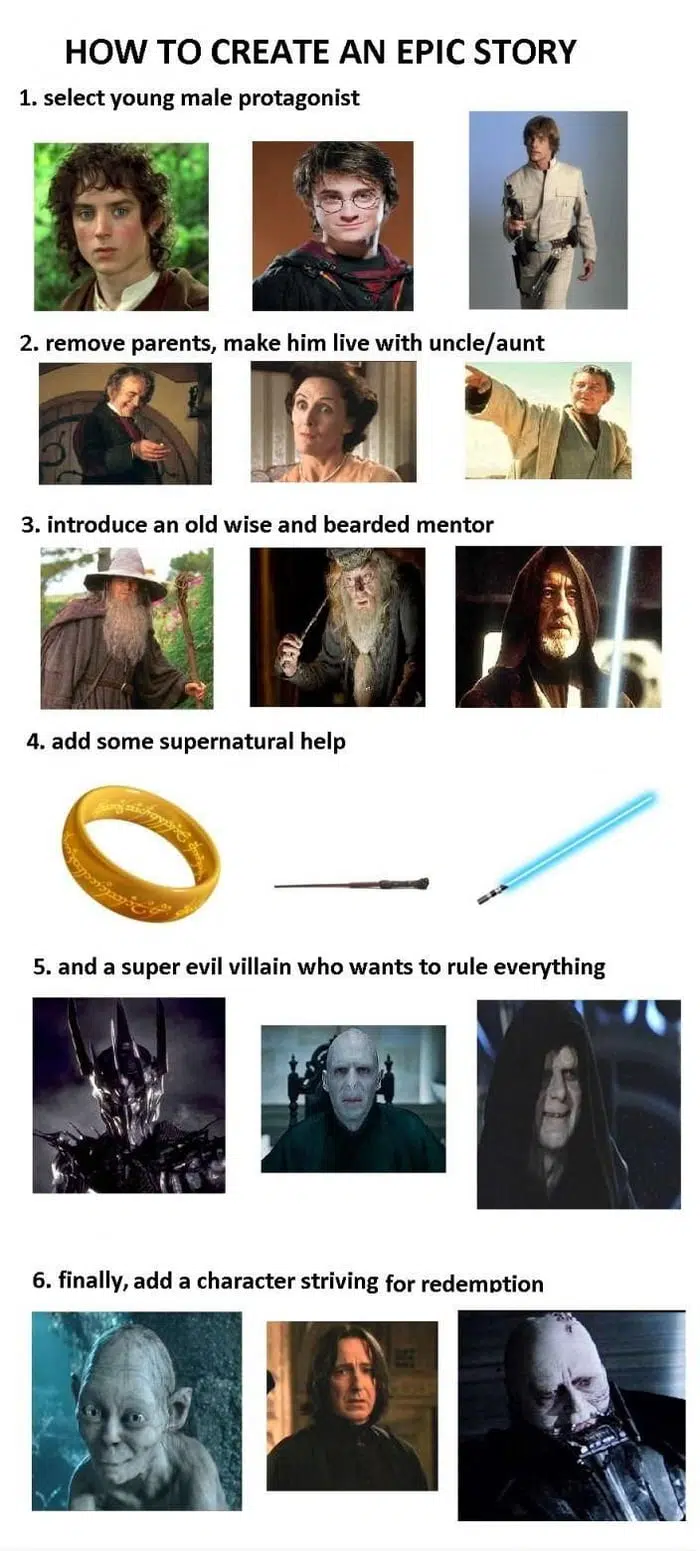 HOW TO CREATE AN EPIC STORY
1. select young male protagonist
2. remove parents, make him live with uncle/aunt
3. introduce an old wise and bearded mentor
4. add some supernatural help
5. and a super evil villain who wants to rule everything
6. finally, add a character striving for redemption